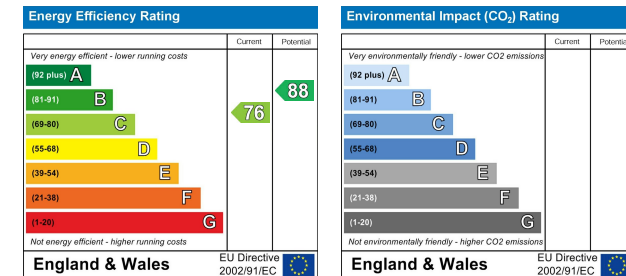 Energy Efficiency Rating
Current Potential
Very energy efficient - lower running costs
(92 plus) A
(81-91) B
(69-80) C
(55-68) D
(39-54) E
(21-38) F
(1-20) G
76
88
Not energy efficient - higher running costs
England & Wales
EU Directive
2002/91/EC
Environmental Impact (CO₂) Rating
Current Potential
Very environmentally friendly - lower CO2 emissions
(92 plus) A
(81-91) B
(69-80) C
(55-68) D
(39-54) E
(21-38) F
(1-20) G
Not environmentally friendly - higher CO2 emissions
England & Wales
EU Directive
2002/91/EC